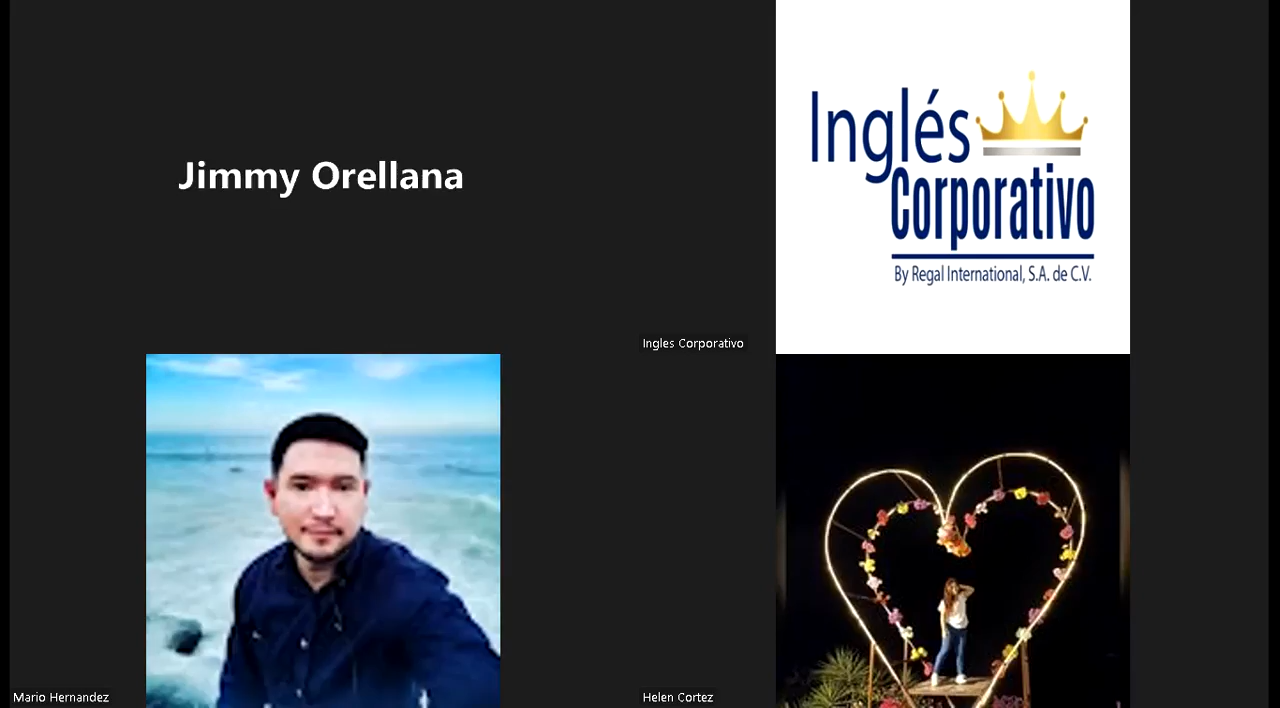 Jimmy Orellana
Inglés
Corporativo
By Regal International, S.A. de C.V.
Ingles Corporativo
Mario Hernandez
Helen Cortez